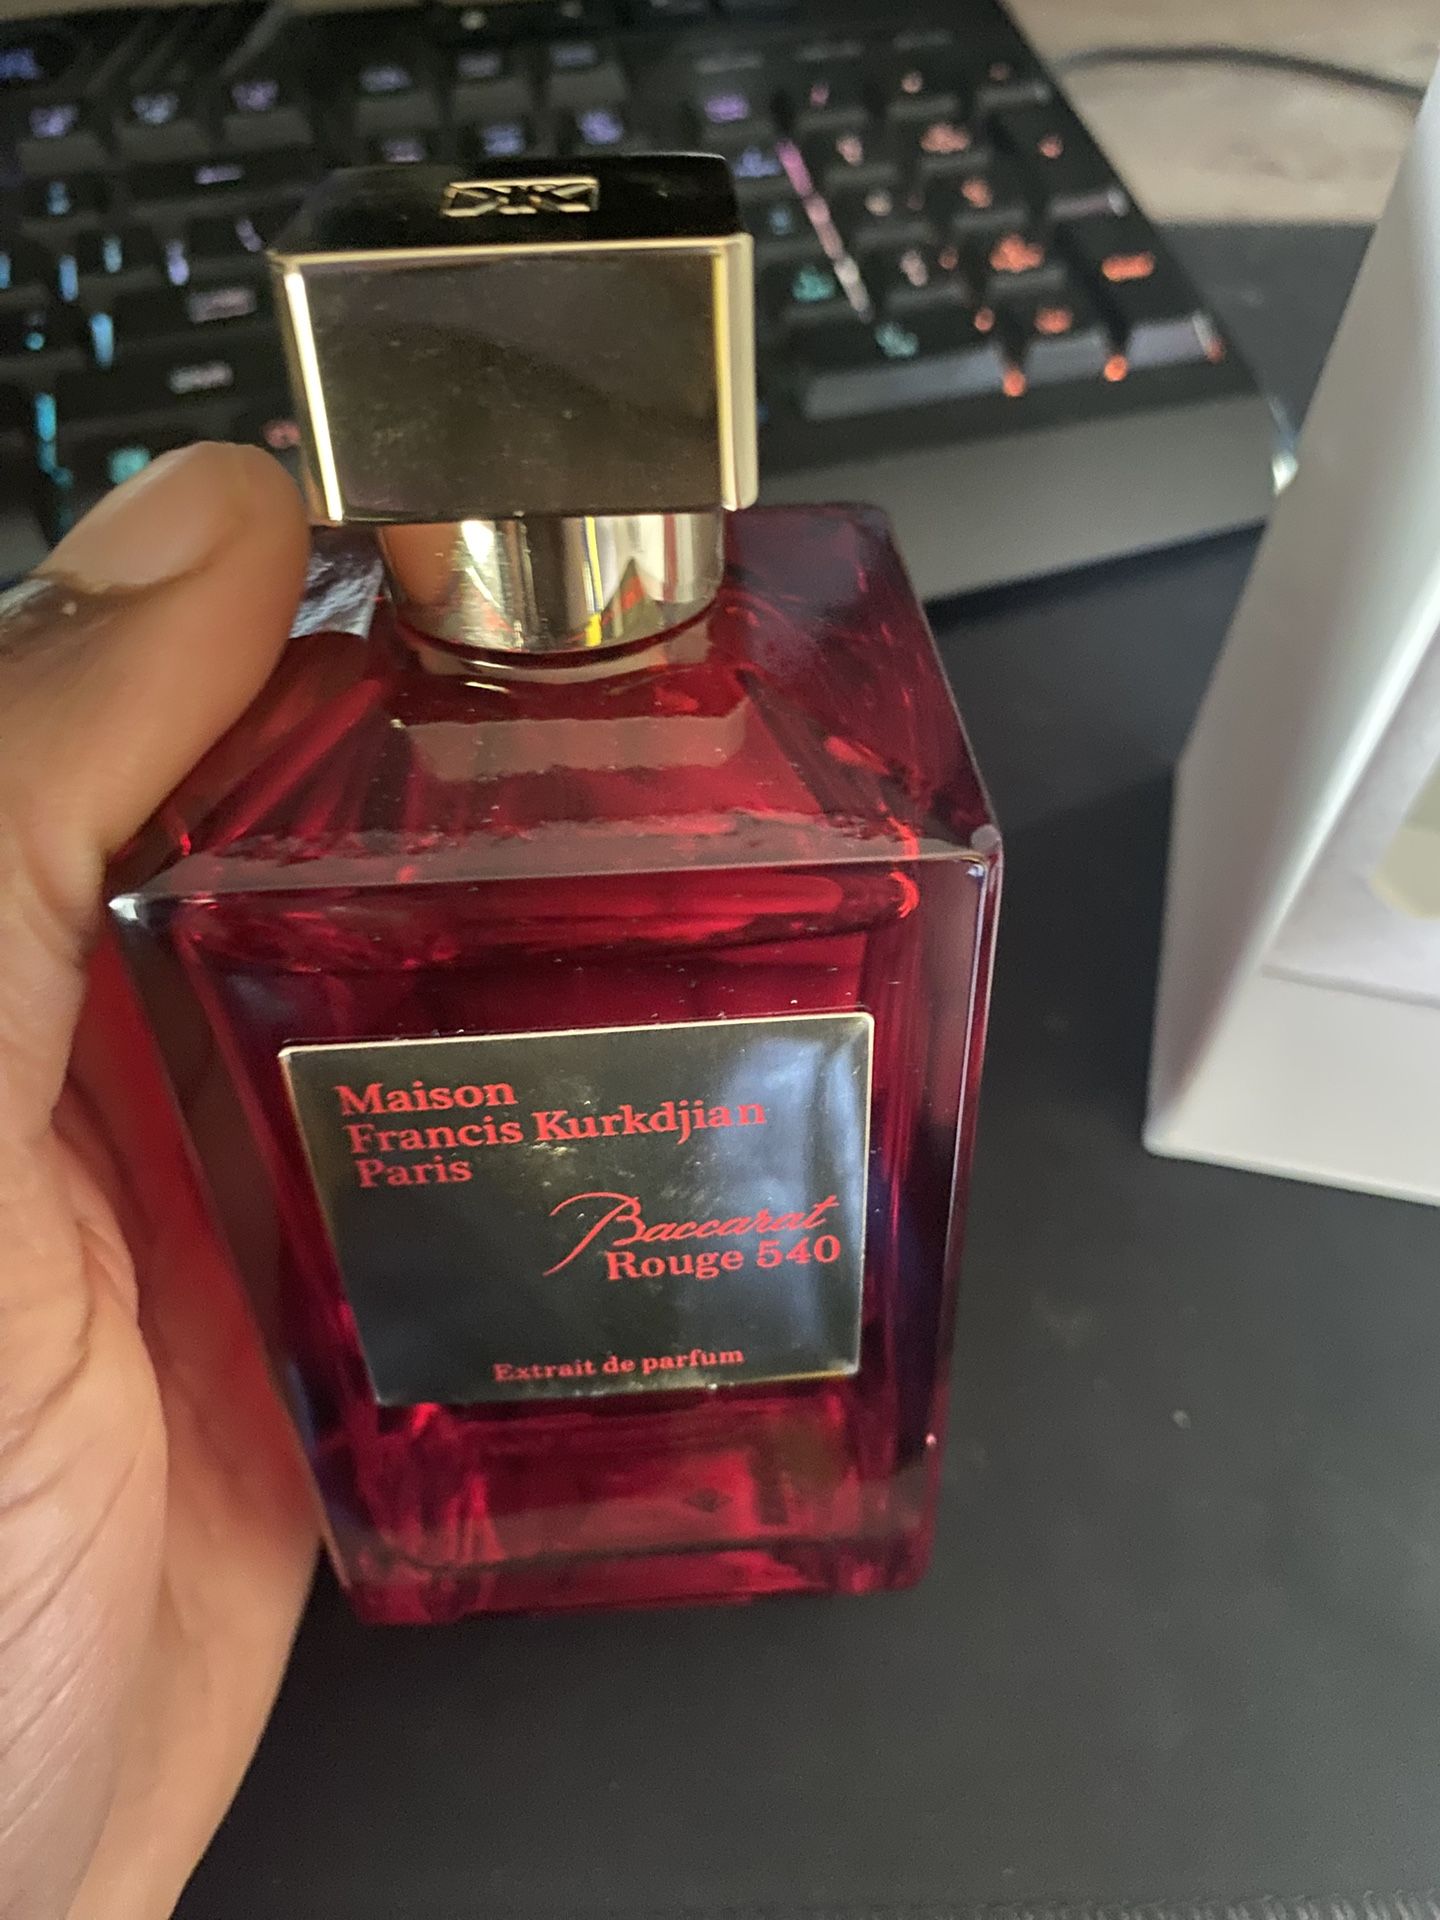 Maison
Francis Kurkdjian
Paris
Baccarat
Rouge 540
Extrait de parfum